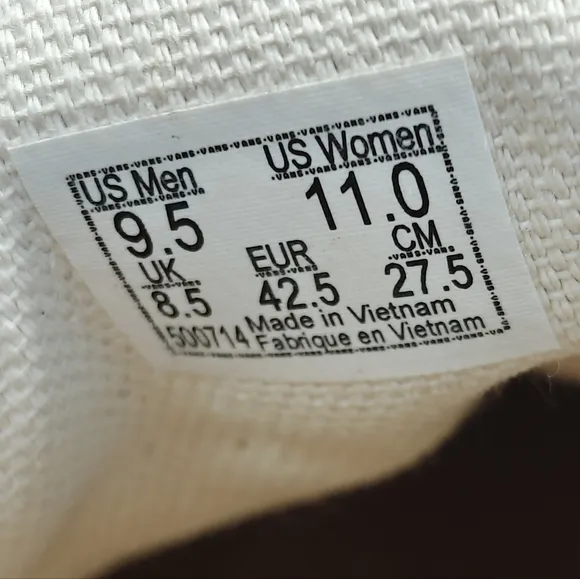 US Men US Women
9.5 11.0
UK EUR CM
8.5 42.5 27.5
500714 Made in Vietnam
Fabrique en Vietnam